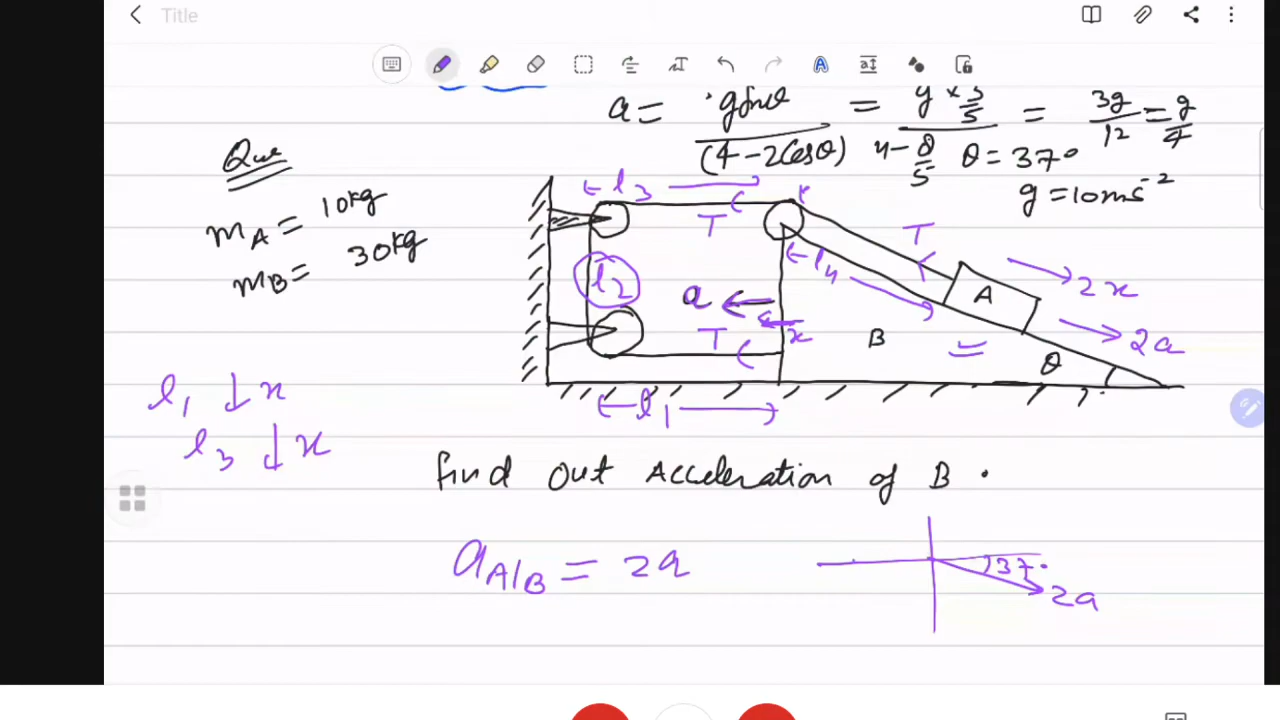 Title
a = gsinθ / (4 - 2Cosθ) = g × 3/5 / 4 - 8/5 = 3g / 12 = g / 4
θ = 37°
g = 10ms⁻²
Que
mA = 10kg
mB = 30kg
l3
T
T
l2
l4
A
2x
a
x
T
B
2a
θ
l1
l1 ↓ x
l3 ↓ x
find Out Acceleration of B .
aA/B = 2a
37°
2a